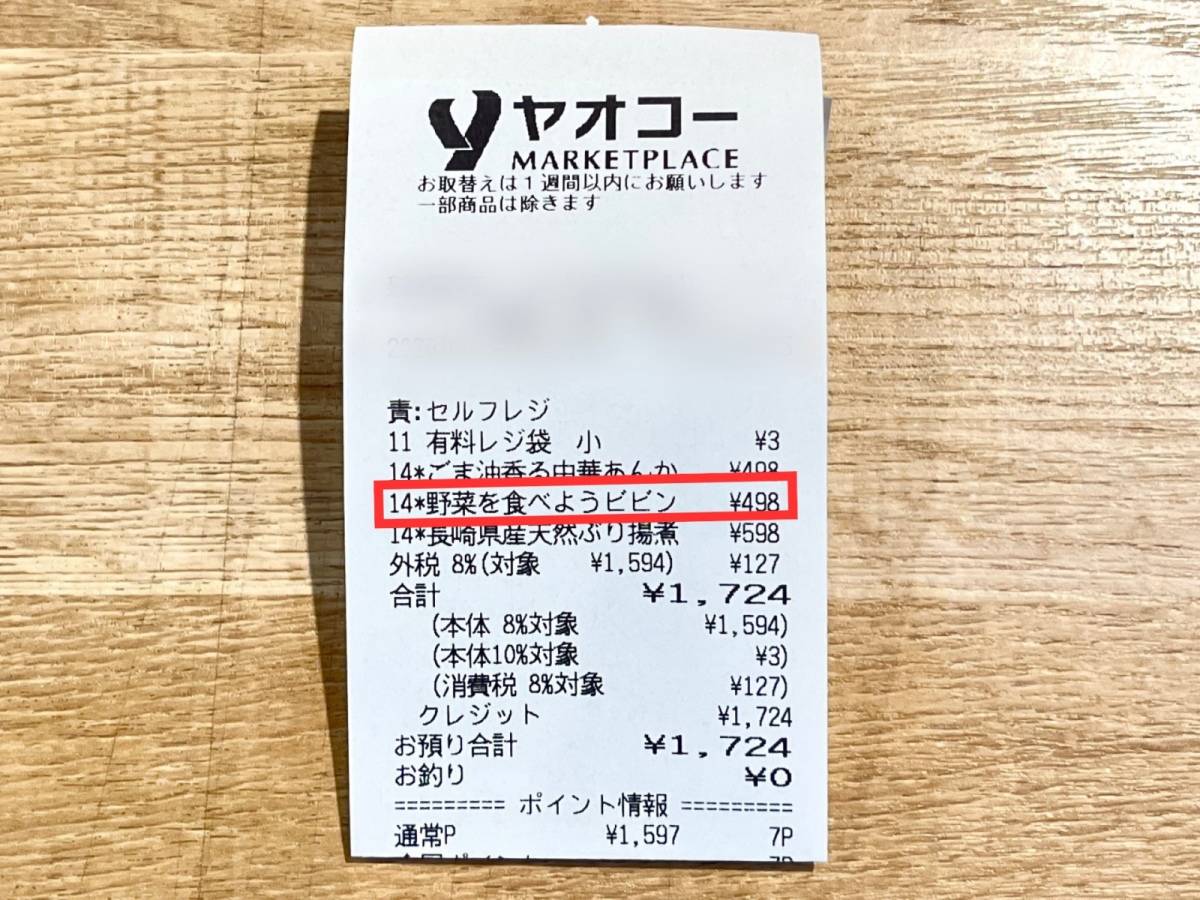 ヤオコー
MARKETPLACE
お取替えは1週間以内にお願いします
一部商品は除きます
責:セルフレジ
11 有料レジ袋 小 ¥3
14*ごま油香る中華あんか ¥498
14*野菜を食べようビビン ¥498
14*長崎県産天然ぶり揚煮 ¥598
外税 8%(対象 ¥1,594) ¥127
合計 ¥1,724
(本体 8%対象 ¥1,594)
(本体10%対象 ¥3)
(消費税 8%対象 ¥127)
クレジット ¥1,724
お預り合計 ¥1,724
お釣り ¥0
========= ポイント情報 =========
通常P ¥1,597 7P